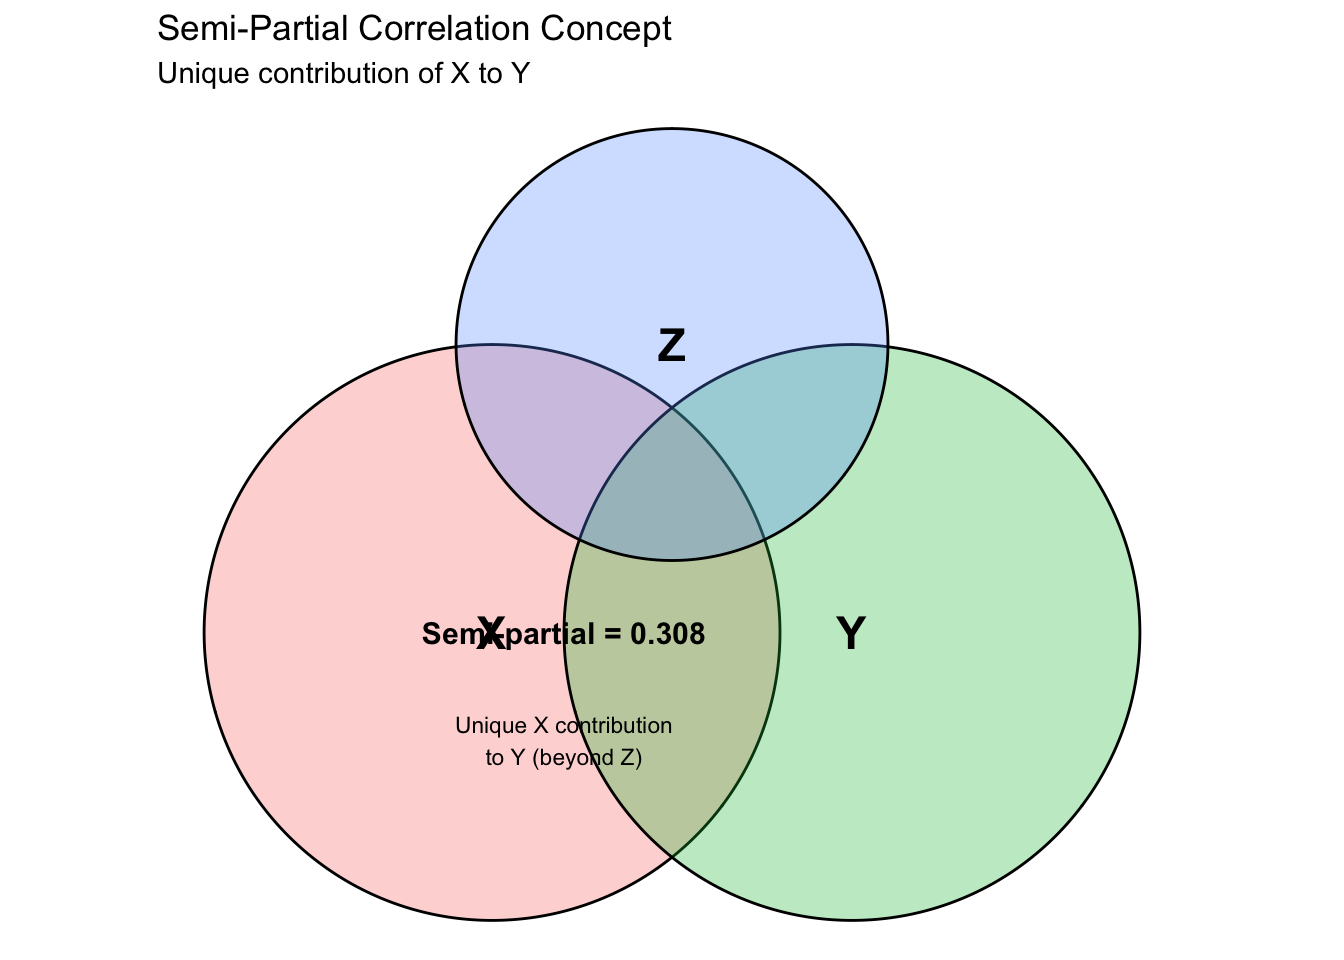 Semi-Partial Correlation Concept
Unique contribution of X to Y
Z
X
Semi-partial = 0.308
Y
Unique X contribution
to Y (beyond Z)